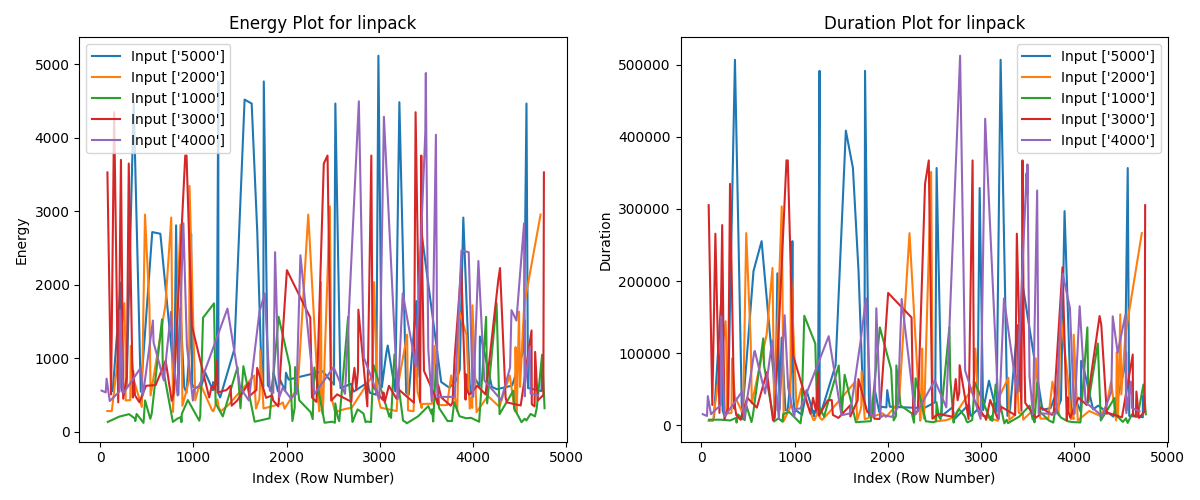 Energy Plot for linpack
Energy
5000
4000
3000
2000
1000
0
Input ['5000']
Input ['2000']
Input ['1000']
Input ['3000']
Input ['4000']
0 1000 2000 3000 4000 5000
Index (Row Number)
Duration Plot for linpack
Duration
500000
400000
300000
200000
100000
0
Input ['5000']
Input ['2000']
Input ['1000']
Input ['3000']
Input ['4000']
0 1000 2000 3000 4000 5000
Index (Row Number)